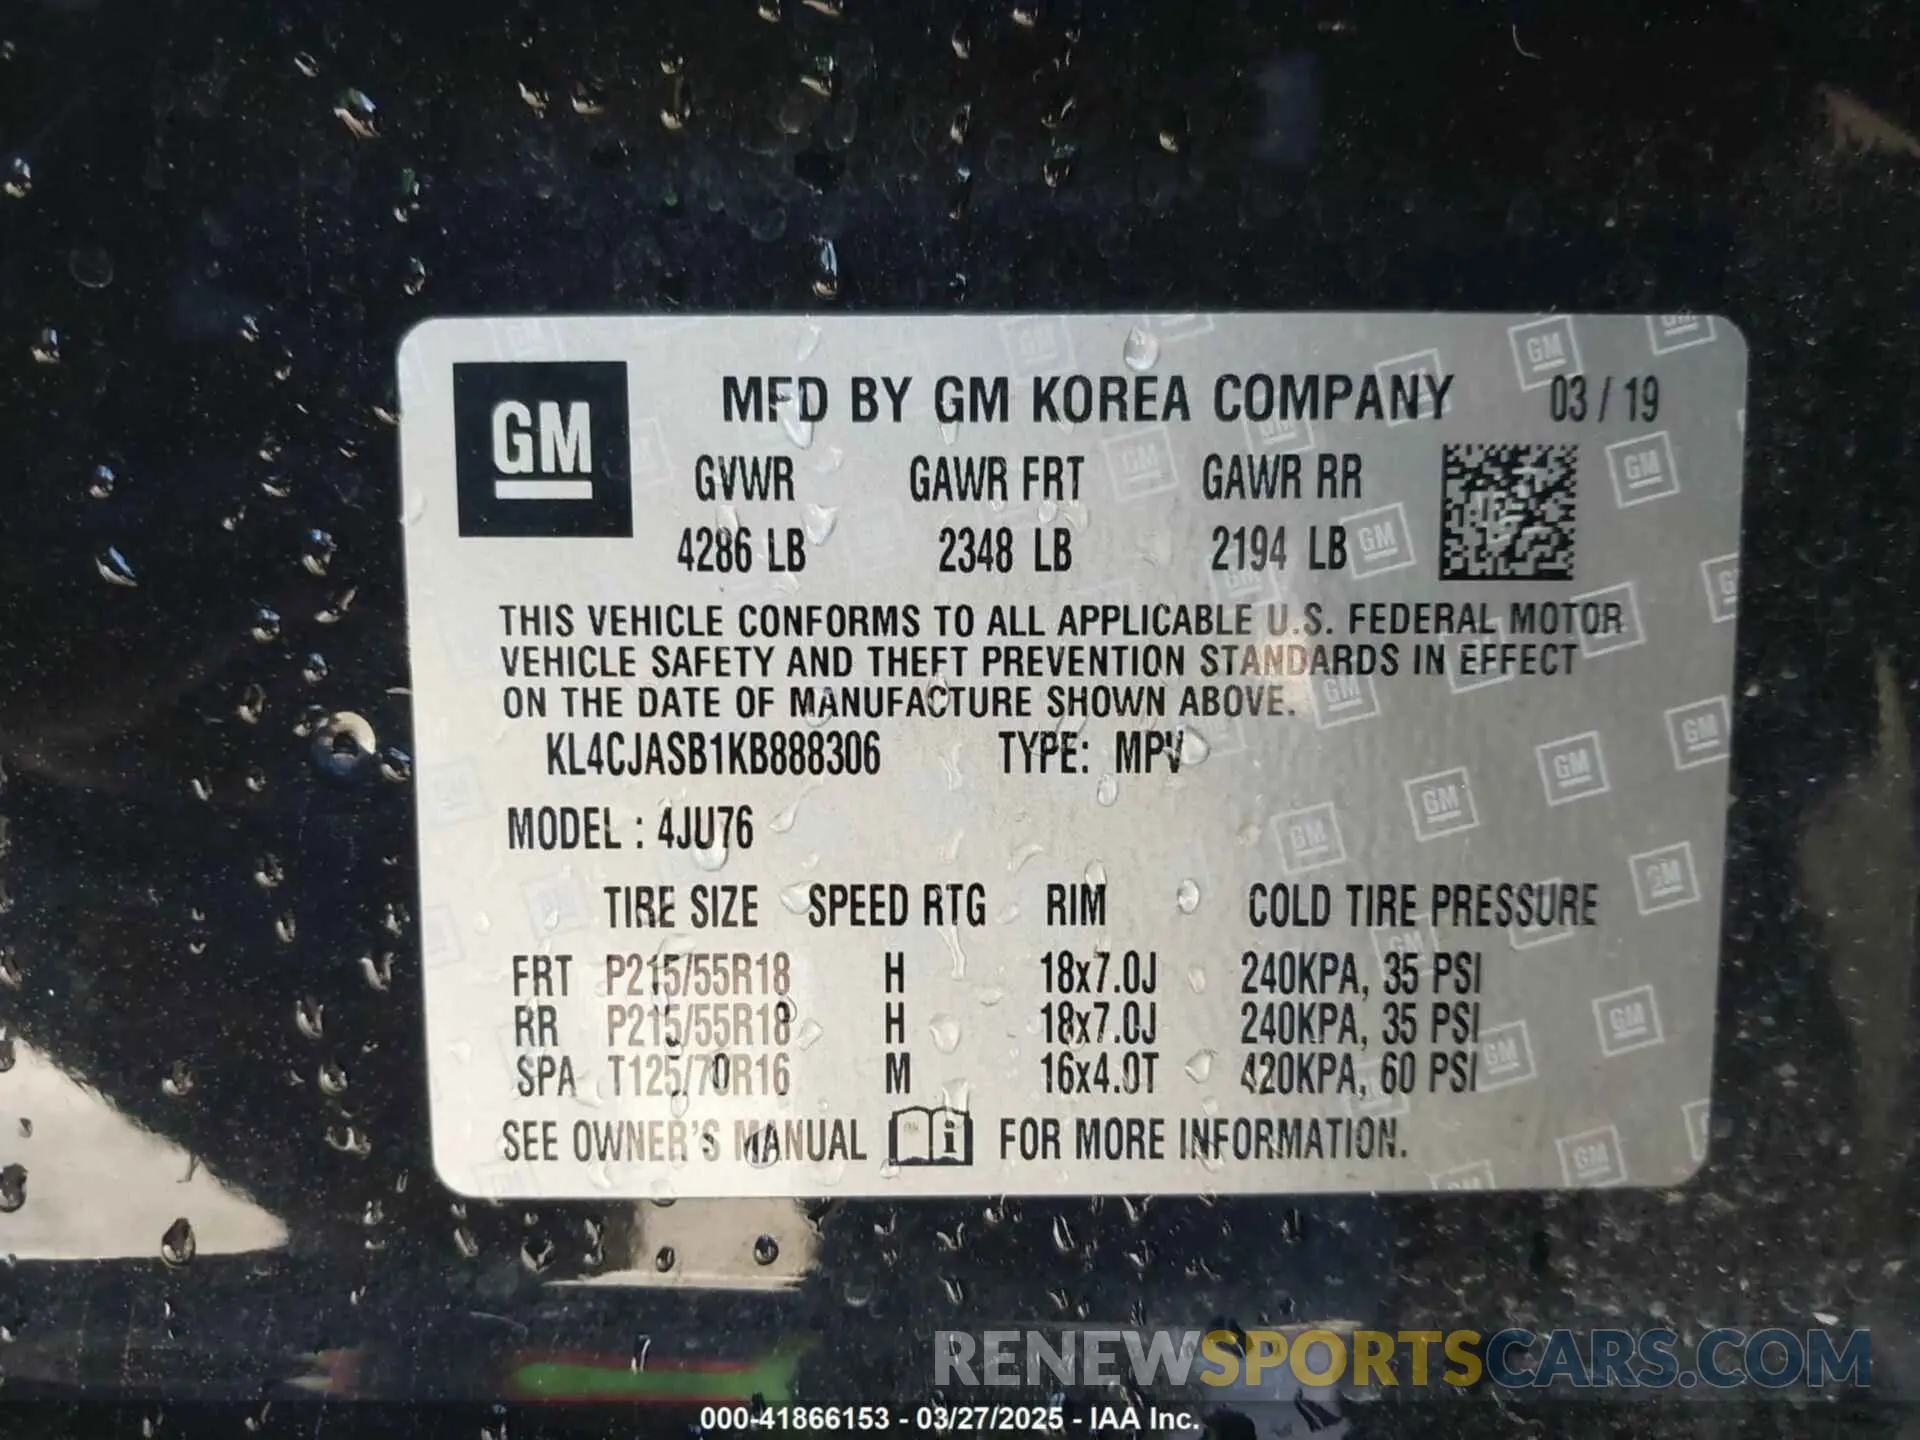 GM
MFD BY GM KOREA COMPANY 03 / 19
GVWR GAWR FRT GAWR RR
4286 LB 2348 LB 2194 LB
THIS VEHICLE CONFORMS TO ALL APPLICABLE U.S. FEDERAL MOTOR
VEHICLE SAFETY AND THEFT PREVENTION STANDARDS IN EFFECT
ON THE DATE OF MANUFACTURE SHOWN ABOVE.
KL4CJASB1KB888306 TYPE: MPV
MODEL : 4JU76
TIRE SIZE SPEED RTG RIM COLD TIRE PRESSURE
FRT P215/55R18 H 18x7.0J 240KPA, 35 PSI
RR P215/55R18 H 18x7.0J 240KPA, 35 PSI
SPA T125/70R16 M 16x4.0T 420KPA, 60 PSI
SEE OWNER'S MANUAL i FOR MORE INFORMATION.
RENEWSPORTSCARS.COM
000-41866153 - 03/27/2025 - IAA Inc.